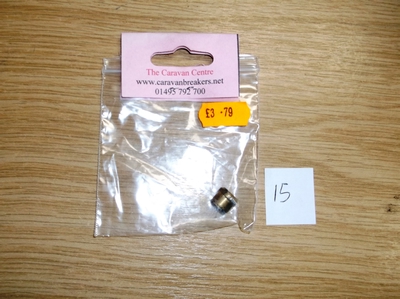 The Caravan Centre
www.caravanbreakers.net
01495 792 700
£3 -79
15